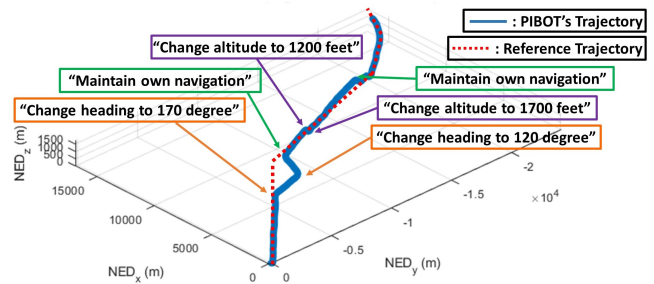 : PIBOT's Trajectory
: Reference Trajectory
"Change altitude to 1200 feet"
"Maintain own navigation"
"Maintain own navigation"
"Change heading to 170 degree"
"Change altitude to 1700 feet"
"Change heading to 120 degree"
NED_z (m)
1500
1000
500
0
15000
10000
5000
0
NED_x (m)
0
-0.5
-1
-1.5
-2
× 10^4
NED_y (m)